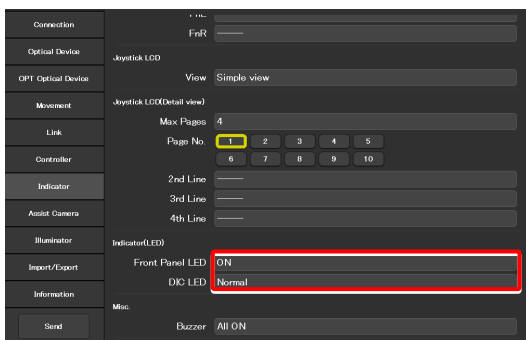 Connection
Optical Device
OPT Optical Device
Movement
Link
Controller
Indicator
Assist Camera
Illuminator
Import/Export
Information
Send
FnR ———
Joystick LCD
View Simple view
Joystick LCD(Detail view)
Max Pages 4
Page No. 1 2 3 4 5
6 7 8 9 10
2nd Line ———
3rd Line ———
4th Line ———
Indicator(LED)
Front Panel LED ON
DIC LED Normal
Misc.
Buzzer All ON